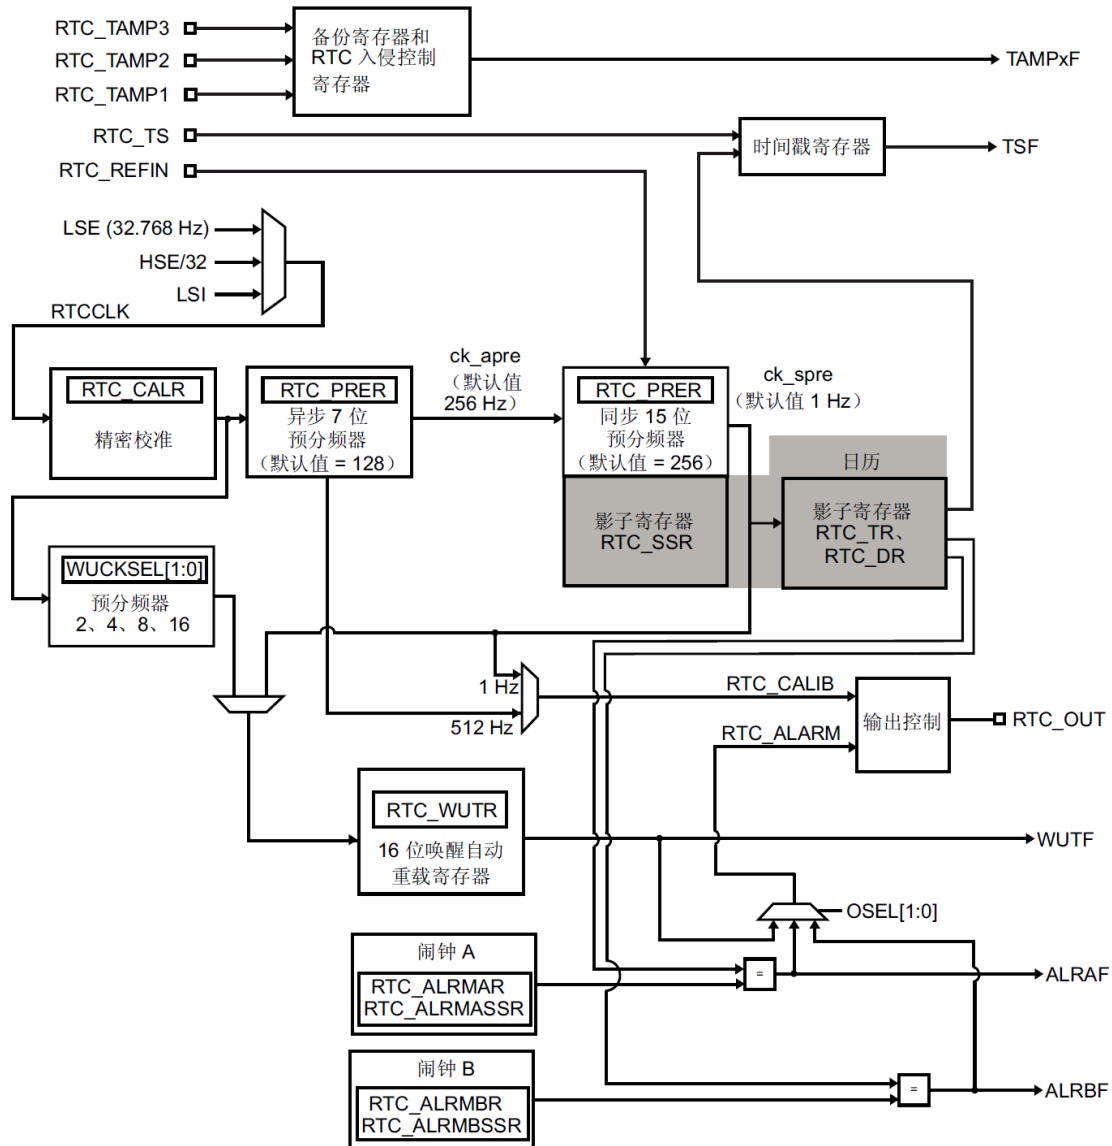 RTC_TAMP3
RTC_TAMP2
RTC_TAMP1
备份寄存器和
RTC 入侵控制
寄存器
TAMPxF
RTC_TS
RTC_REFIN
时间戳寄存器
TSF
LSE (32.768 Hz)
HSE/32
LSI
RTCCLK
RTC_CALR
精密校准
RTC_PRER
异步 7 位
预分频器
（默认值 = 128）
ck_apre
（默认值
256 Hz）
RTC_PRER
同步 15 位
预分频器
（默认值 = 256）
ck_spre
（默认值 1 Hz）
日历
影子寄存器
RTC_SSR
影子寄存器
RTC_TR、
RTC_DR
WUCKSEL[1:0]
预分频器
2、4、8、16
1 Hz
512 Hz
RTC_CALIB
RTC_ALARM
输出控制
RTC_OUT
RTC_WUTR
16 位唤醒自动
重载寄存器
WUTF
OSEL[1:0]
闹钟 A
RTC_ALRMAR
RTC_ALRMASSR
=
ALRAF
闹钟 B
RTC_ALRMBR
RTC_ALRMBSSR
=
ALRBF